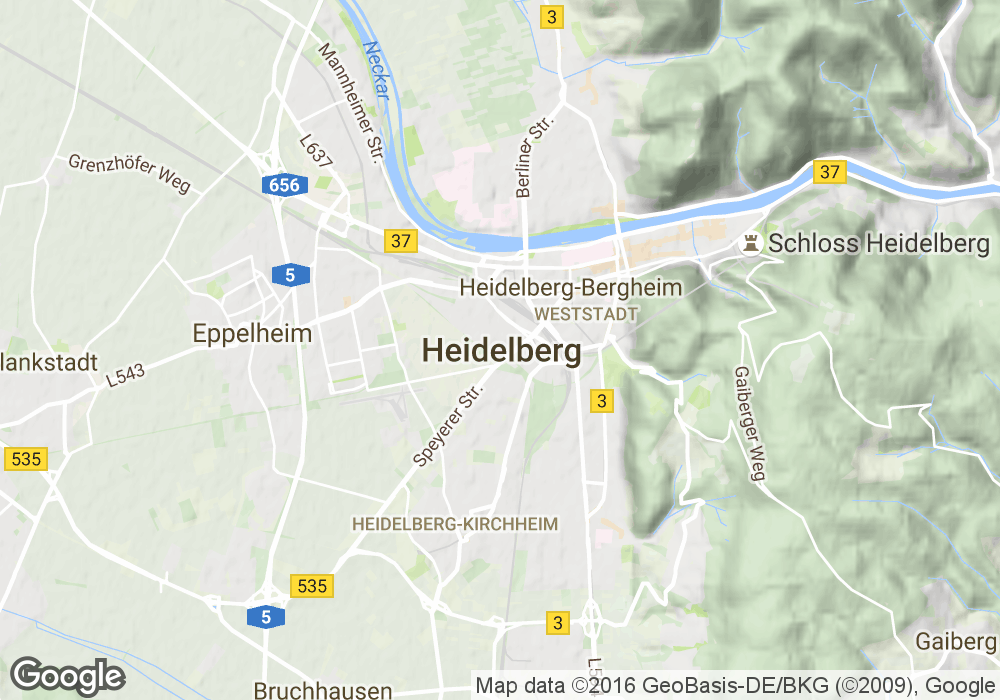 3
Neckar
Mannheimer Str.
L637
Berliner Str.
Grenzhöfer Weg
656
37
37
Schloss Heidelberg
5
Heidelberg-Bergheim
WESTSTADT
Eppelheim
Heidelberg
lankstadt
L543
Gaiberger Weg
3
Speyerer Str.
535
HEIDELBERG-KIRCHHEIM
535
5
3
Gaiberg
Google
Bruchhausen
Map data ©2016 GeoBasis-DE/BKG (©2009), Google